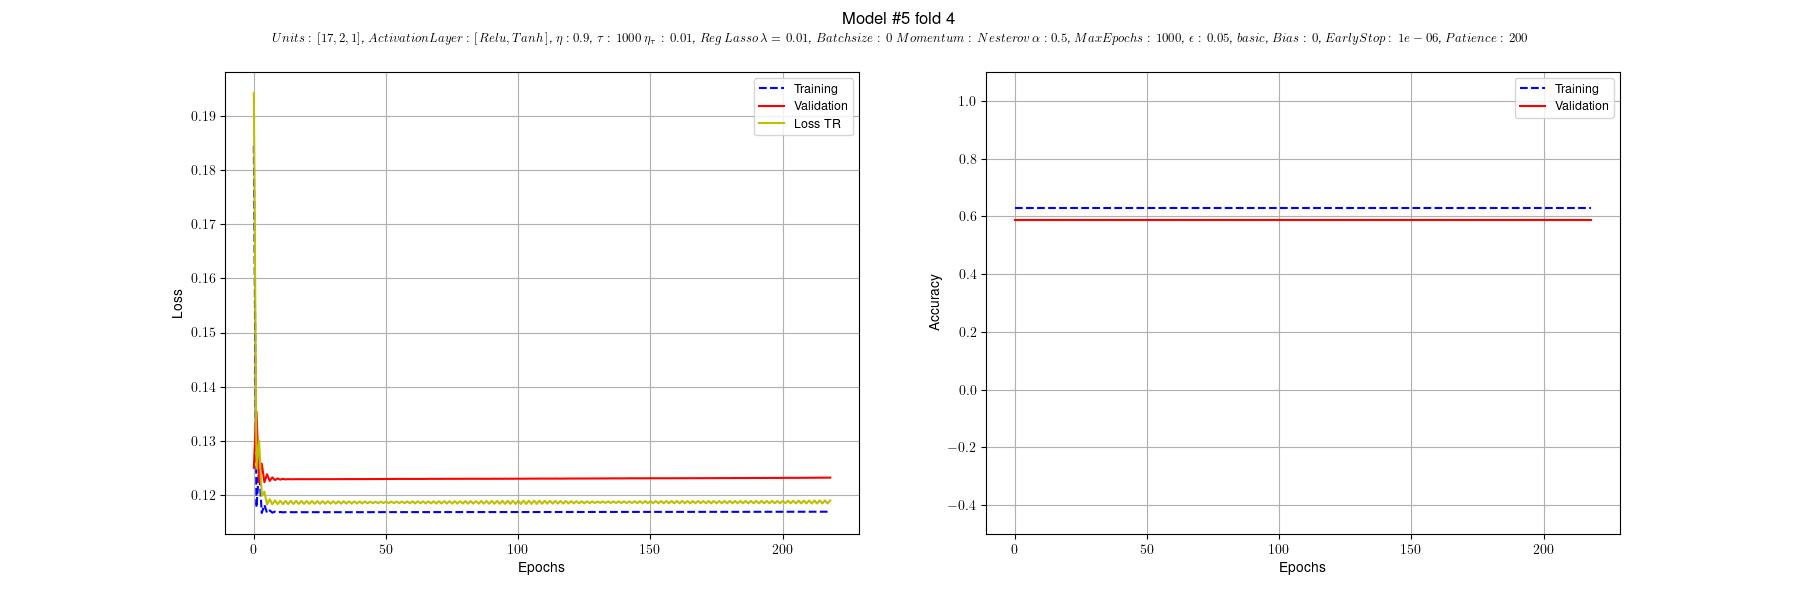 Model #5 fold 4
Units : [17, 2, 1], ActivationLayer : [Relu, Tanh], η : 0.9, τ : 1000 ητ : 0.01, Reg Lasso λ = 0.01, Batchsize : 0 Momentum : Nesterov α : 0.5, MaxEpochs : 1000, ϵ : 0.05, basic, Bias : 0, EarlyStop : 1e − 06, Patience : 200
Training
Validation
Loss TR
0.19
0.18
0.17
0.16
0.15
0.14
0.13
0.12
Loss
0 50 100 150 200
Epochs
Training
Validation
1.0
0.8
0.6
0.4
0.2
0.0
−0.2
−0.4
Accuracy
0 50 100 150 200
Epochs